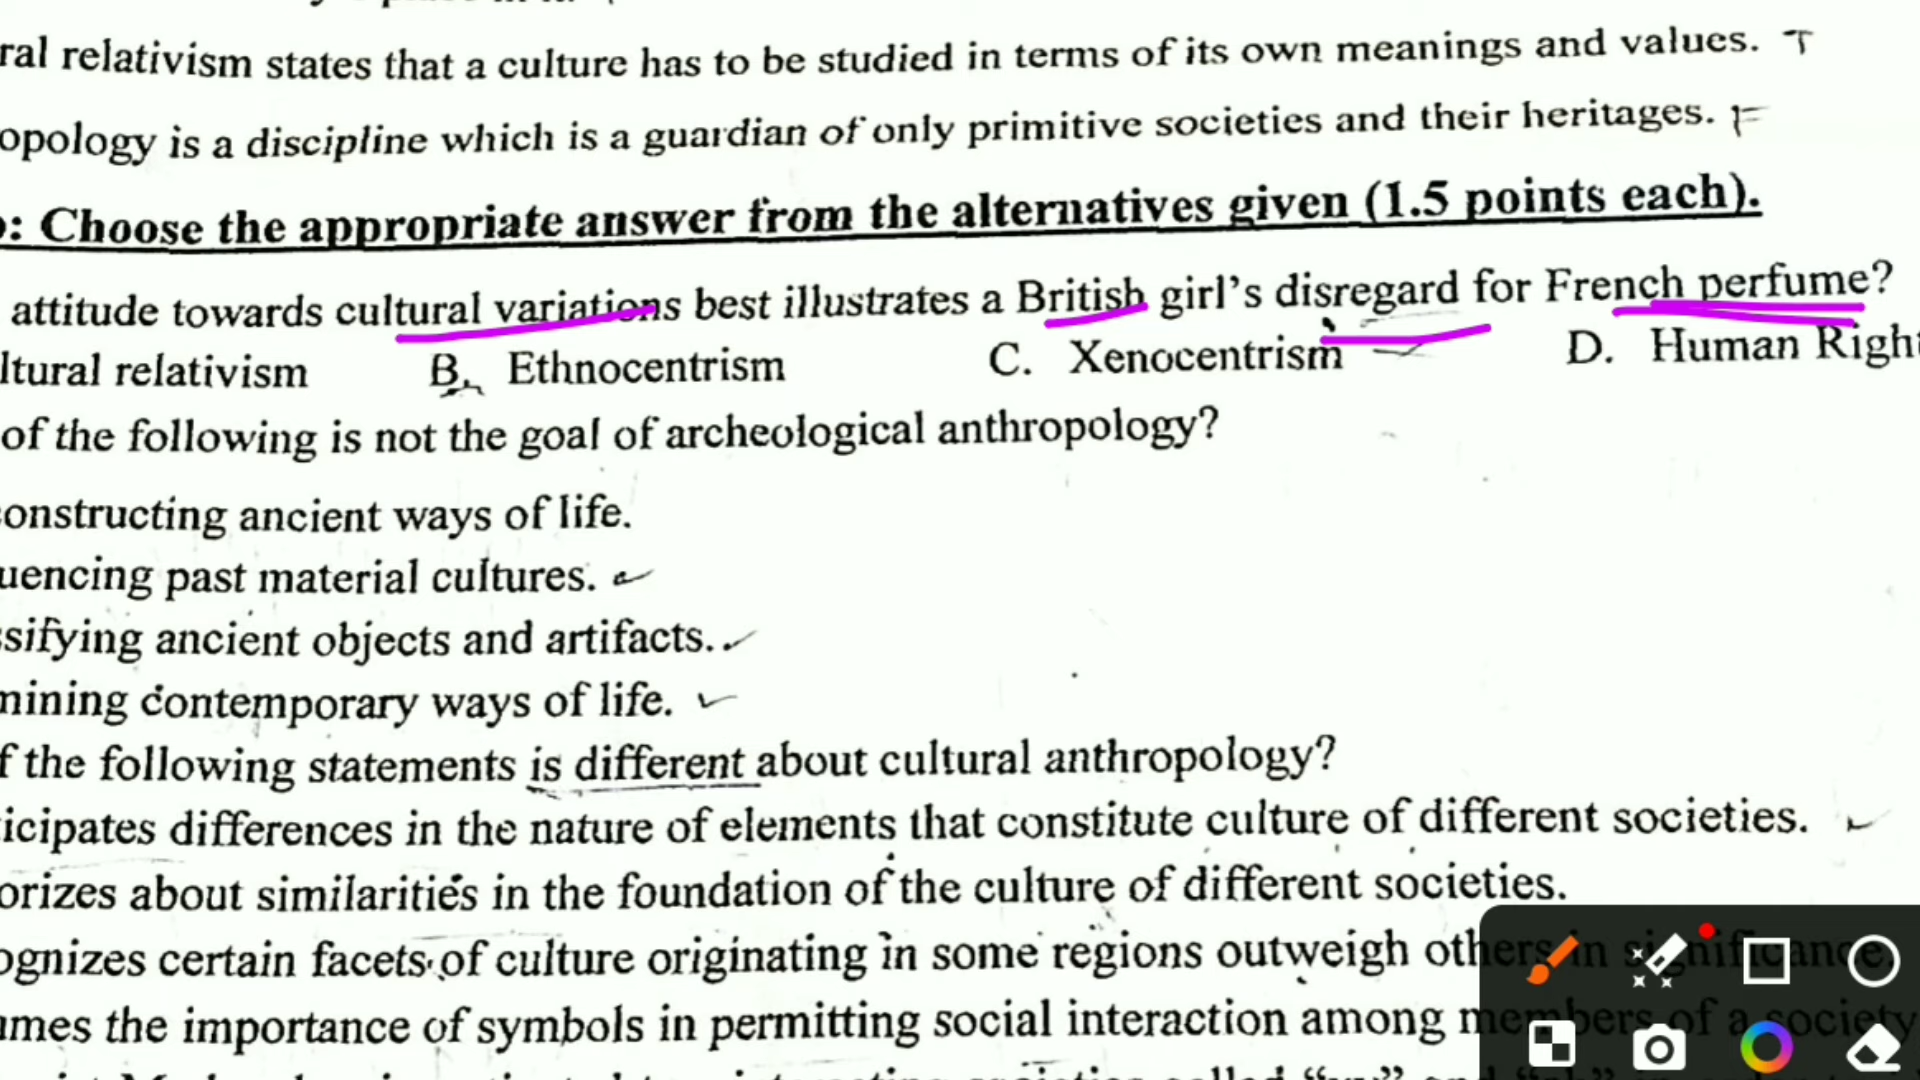 ral relativism states that a culture has to be studied in terms of its own meanings and values. T
opology is a discipline which is a guardian of only primitive societies and their heritages. F
: Choose the appropriate answer from the alternatives given (1.5 points each).
attitude towards cultural variations best illustrates a British girl's disregard for French perfume?
ltural relativism B. Ethnocentrism C. Xenocentrism D. Human Right
of the following is not the goal of archeological anthropology?
onstructing ancient ways of life.
uencing past material cultures.
ssifying ancient objects and artifacts.
mining contemporary ways of life.
f the following statements is different about cultural anthropology?
icipates differences in the nature of elements that constitute culture of different societies.
orizes about similarities in the foundation of the culture of different societies.
ognizes certain facets of culture originating in some regions outweigh others in significance.
umes the importance of symbols in permitting social interaction among members of a society